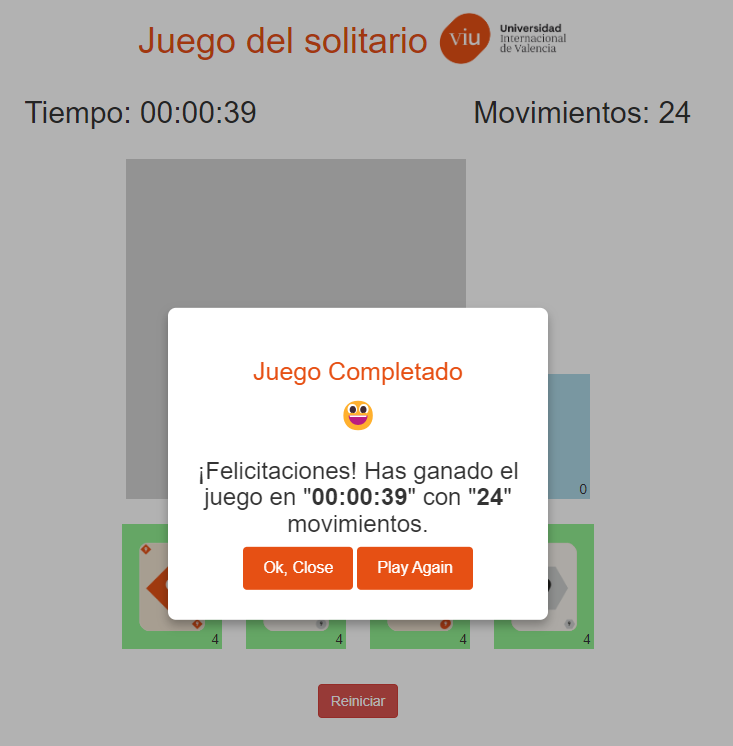 Juego del solitario
viu
Universidad
Internacional
de Valencia
Tiempo: 00:00:39
Movimientos: 24
Juego Completado
¡Felicitaciones! Has ganado el
juego en "00:00:39" con "24"
movimientos.
Ok, Close
Play Again
0
4
4
4
4
Reiniciar